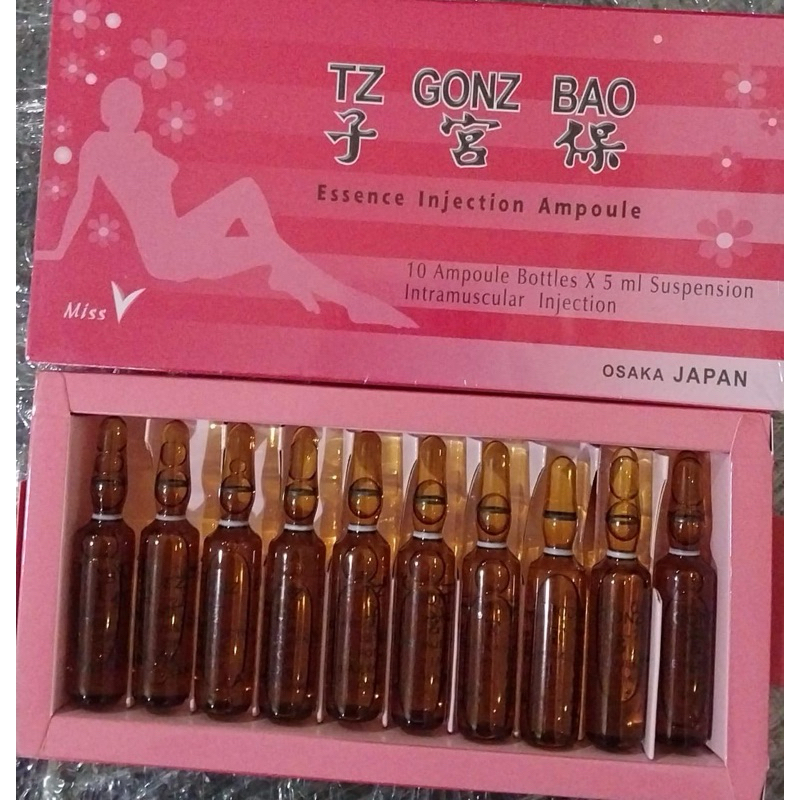 TZ GONZ BAO
子宮保
Essence Injection Ampoule
10 Ampoule Bottles X 5 ml Suspension
Intramuscular Injection
Miss V
OSAKA JAPAN